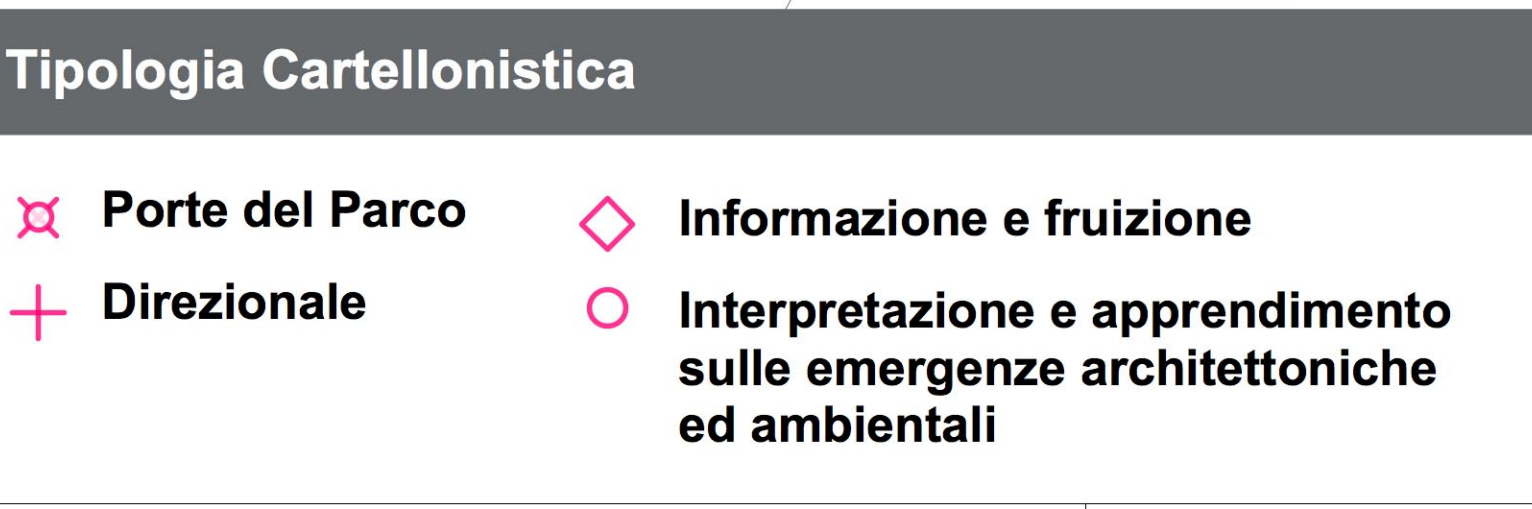 Tipologia Cartellonistica
Porte del Parco
Direzionale
Informazione e fruizione
Interpretazione e apprendimento
sulle emergenze architettoniche
ed ambientali